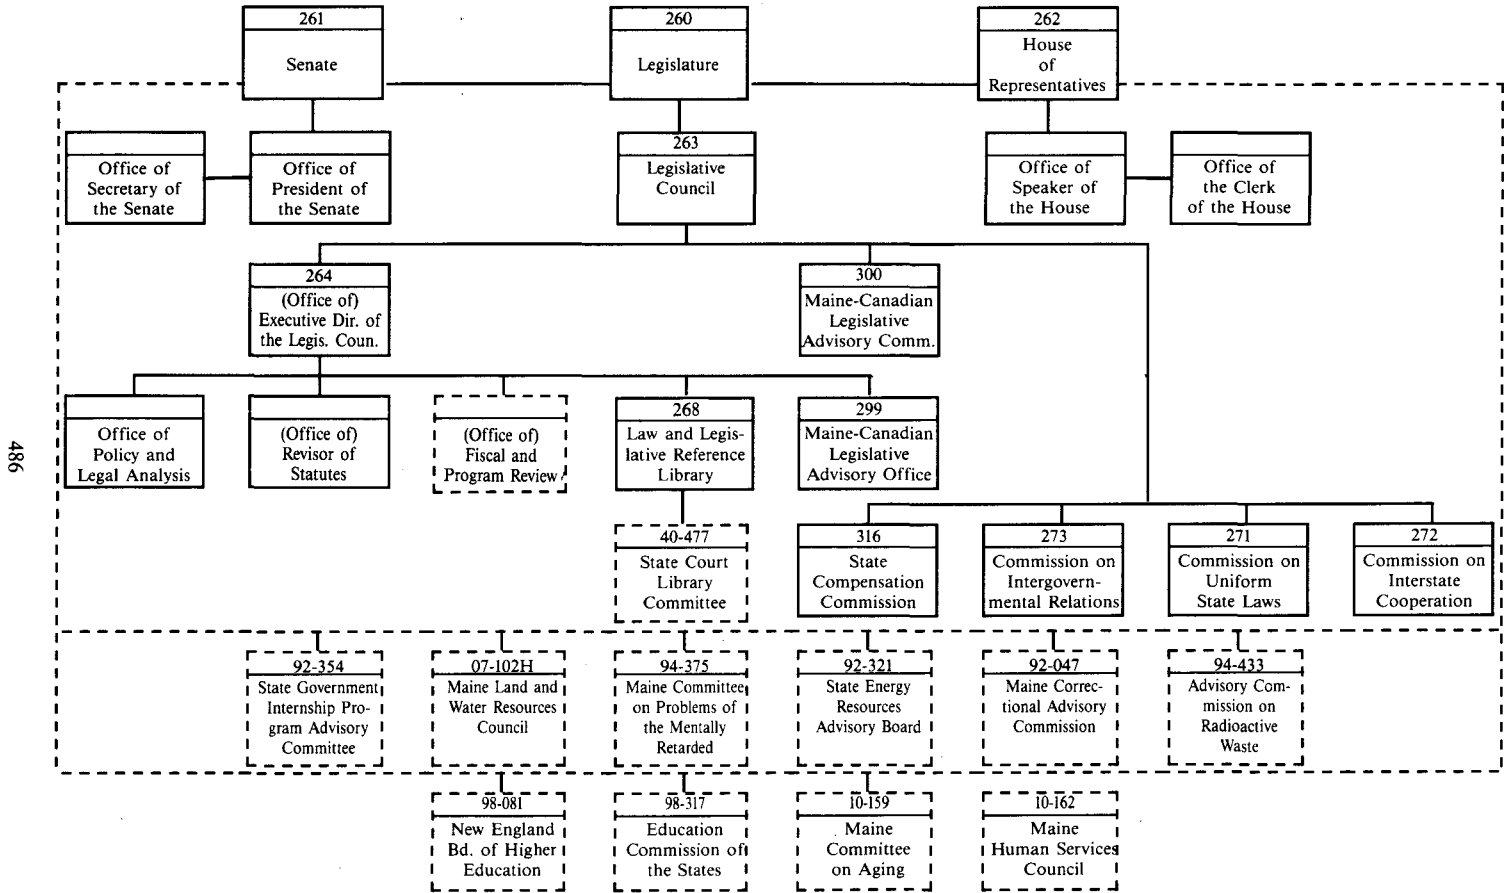 261
Senate
260
Legislature
262
House
of
Representatives
Office of
Secretary of
the Senate
Office of
President of
the Senate
263
Legislative
Council
Office of
Speaker of
the House
Office of
the Clerk
of the House
264
(Office of)
Executive Dir. of
the Legis. Coun.
300
Maine-Canadian
Legislative
Advisory Comm.
Office of
Policy and
Legal Analysis
(Office of)
Revisor of
Statutes
(Office of)
Fiscal and
Program Review
268
Law and Legis-
lative Reference
Library
299
Maine-Canadian
Legislative
Advisory Office
486
40-477
State Court
Library
Committee
316
State
Compensation
Commission
273
Commission on
Intergovern-
mental Relations
271
Commission on
Uniform
State Laws
272
Commission on
Interstate
Cooperation
92-354
State Government
Internship Pro-
gram Advisory
Committee
07-102H
Maine Land and
Water Resources
Council
94-375
Maine Committee
on Problems of
the Mentally
Retarded
92-321
State Energy
Resources
Advisory Board
92-047
Maine Correc-
tional Advisory
Commission
94-433
Advisory Com-
mission on
Radioactive
Waste
98-081
New England
Bd. of Higher
Education
98-317
Education
Commission of
the States
10-159
Maine
Committee
on Aging
10-162
Maine
Human Services
Council